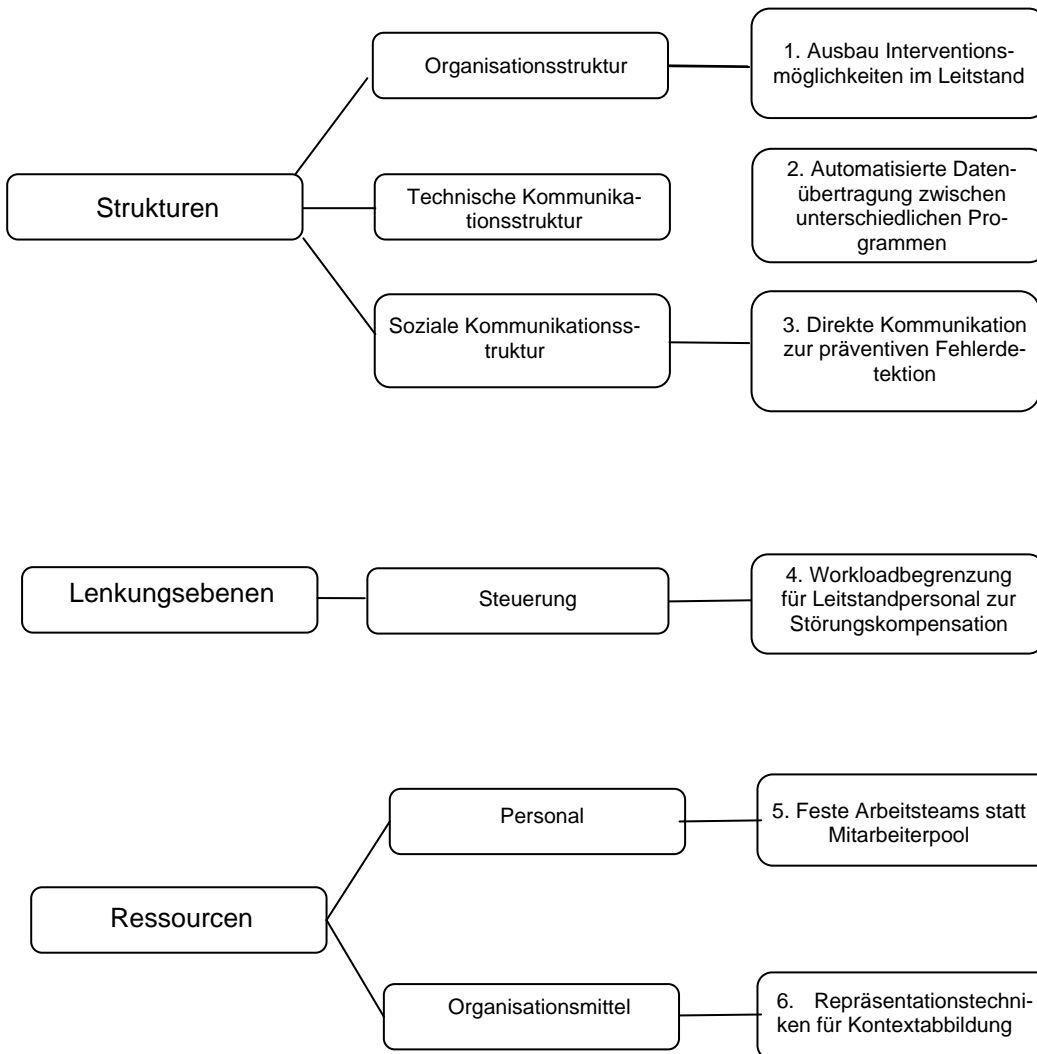 Organisationsstruktur
1. Ausbau Interventions-
möglichkeiten im Leitstand
Strukturen
Technische Kommunika-
tionsstruktur
2. Automatisierte Daten-
übertragung zwischen
unterschiedlichen Pro-
grammen
Soziale Kommunikationss-
truktur
3. Direkte Kommunikation
zur präventiven Fehlerde-
tektion
Lenkungsebenen
Steuerung
4. Workloadbegrenzung
für Leitstandpersonal zur
Störungskompensation
Personal
5. Feste Arbeitsteams statt
Mitarbeiterpool
Ressourcen
Organisationsmittel
6. Repräsentationstechni-
ken für Kontextabbildung